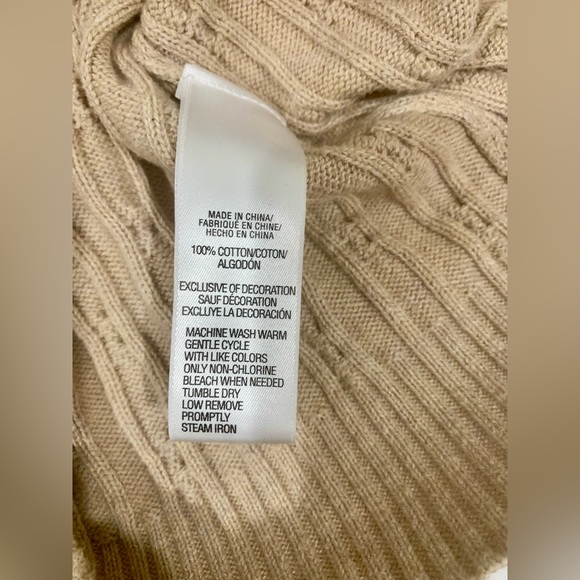 MADE IN CHINA/
FABRIQUÉ EN CHINE/
HECHO EN CHINA
100% COTTON/COTON/
ALGODÓN
EXCLUSIVE OF DECORATION
SAUF DÉCORATION
EXCLUYE LA DECORACIÓN
MACHINE WASH WARM
GENTLE CYCLE
WITH LIKE COLORS
ONLY NON-CHLORINE
BLEACH WHEN NEEDED
TUMBLE DRY
LOW REMOVE
PROMPTLY
STEAM IRON